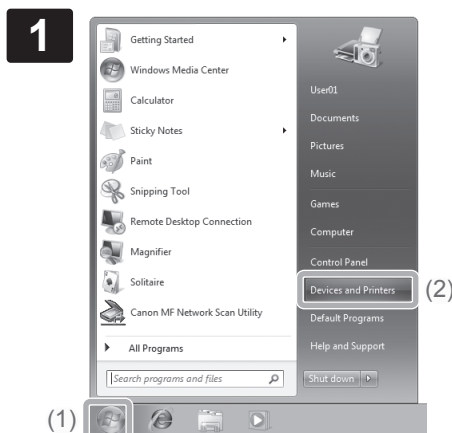 1
Getting Started
Windows Media Center
Calculator
Sticky Notes
Paint
Snipping Tool
Remote Desktop Connection
Magnifier
Solitaire
Canon MF Network Scan Utility
All Programs
Search programs and files
User01
Documents
Pictures
Music
Games
Computer
Control Panel
Devices and Printers
(2)
Default Programs
Help and Support
Shut down
(1)